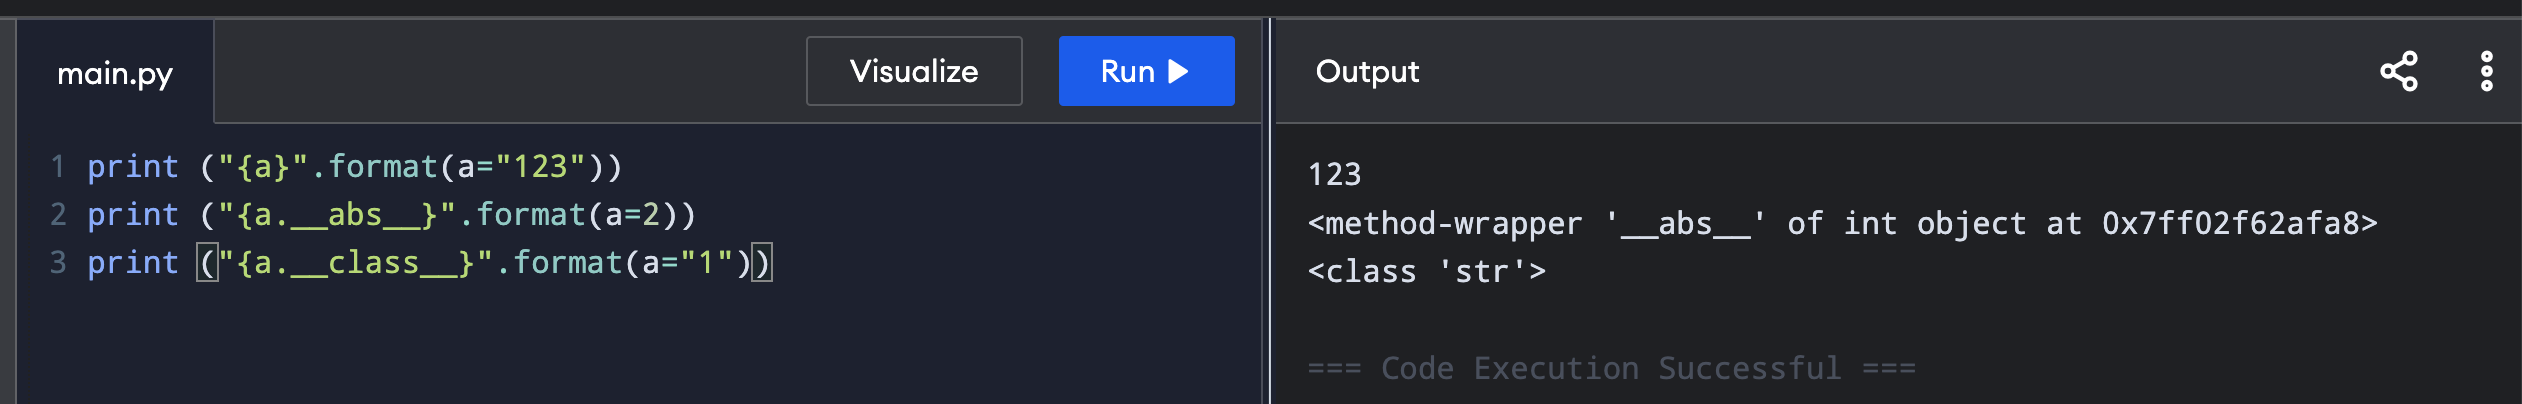 main.py
Visualize
Run
Output
1 print ("{a}".format(a="123"))
2 print ("{a.__abs__}".format(a=2))
3 print ("{a.__class__}".format(a="1"))
123
<method-wrapper '__abs__' of int object at 0x7ff02f62afa8>
<class 'str'>
=== Code Execution Successful ===